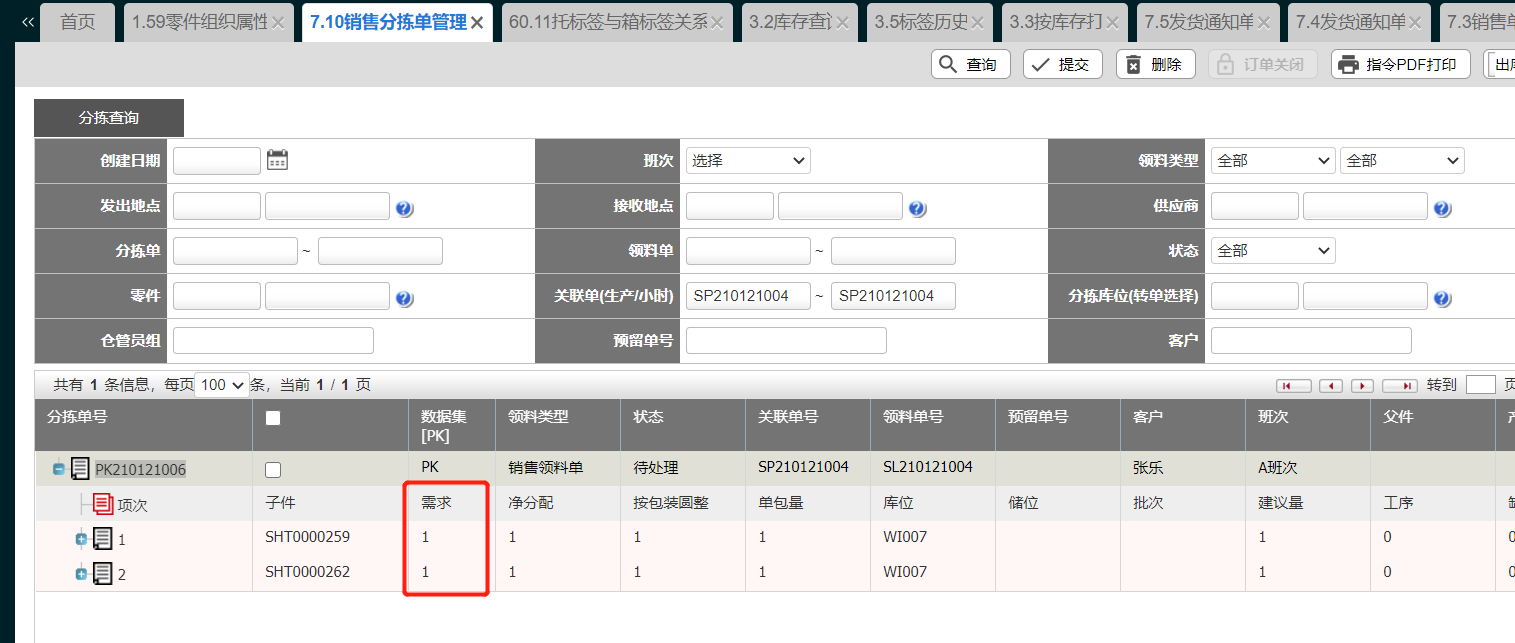 « 首页 1.59零件组织属性 × 7.10销售分拣单管理 × 60.11托标签与箱标签关系 × 3.2库存查询 × 3.5标签历史 × 3.3按库存打 × 7.5发货通知单 × 7.4发货通知单 × 7.3销售单
查询 提交 删除 订单关闭 指令PDF打印 出库
分拣查询
创建日期 班次 选择 领料类型 全部 全部
发出地点 接收地点 供应商
分拣单 ~ 领料单 ~ 状态 全部
零件 关联单(生产/小时) SP210121004 ~ SP210121004 分拣库位(转单选择)
仓管员组 预留单号 客户
共有 1 条信息，每页 100 条，当前 1 / 1 页 转到 页
分拣单号 数据集 领料类型 状态 关联单号 领料单号 预留单号 客户 班次 父件
[PK]
PK210121006 PK 销售领料单 待处理 SP210121004 SL210121004 张乐 A班次
项次 子件 需求 净分配 按包装圆整 单包量 库位 储位 批次 建议量 工序
1 SHT0000259 1 1 1 1 WI007 1 0 0
2 SHT0000262 1 1 1 1 WI007 1 0 0